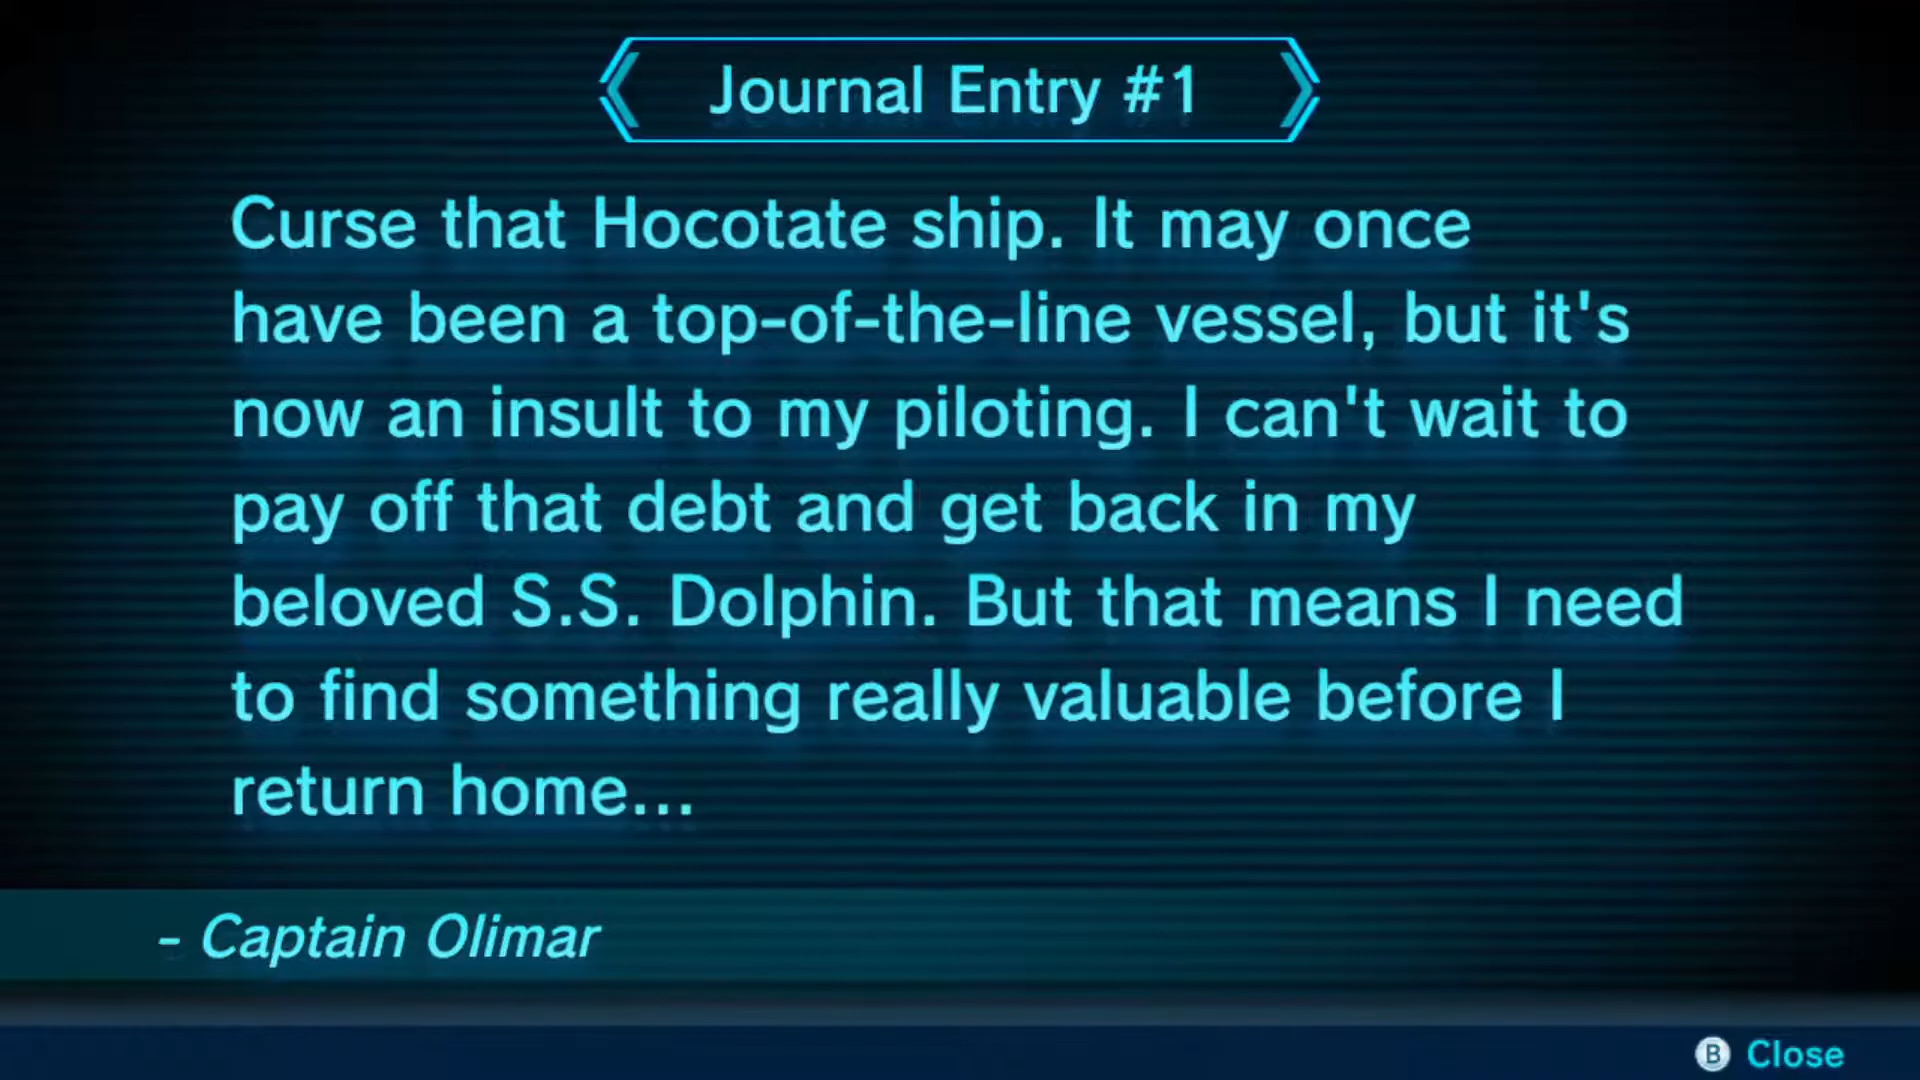 Journal Entry #1
Curse that Hocotate ship. It may once
have been a top-of-the-line vessel, but it's
now an insult to my piloting. I can't wait to
pay off that debt and get back in my
beloved S.S. Dolphin. But that means I need
to find something really valuable before I
return home...
- Captain Olimar
B Close